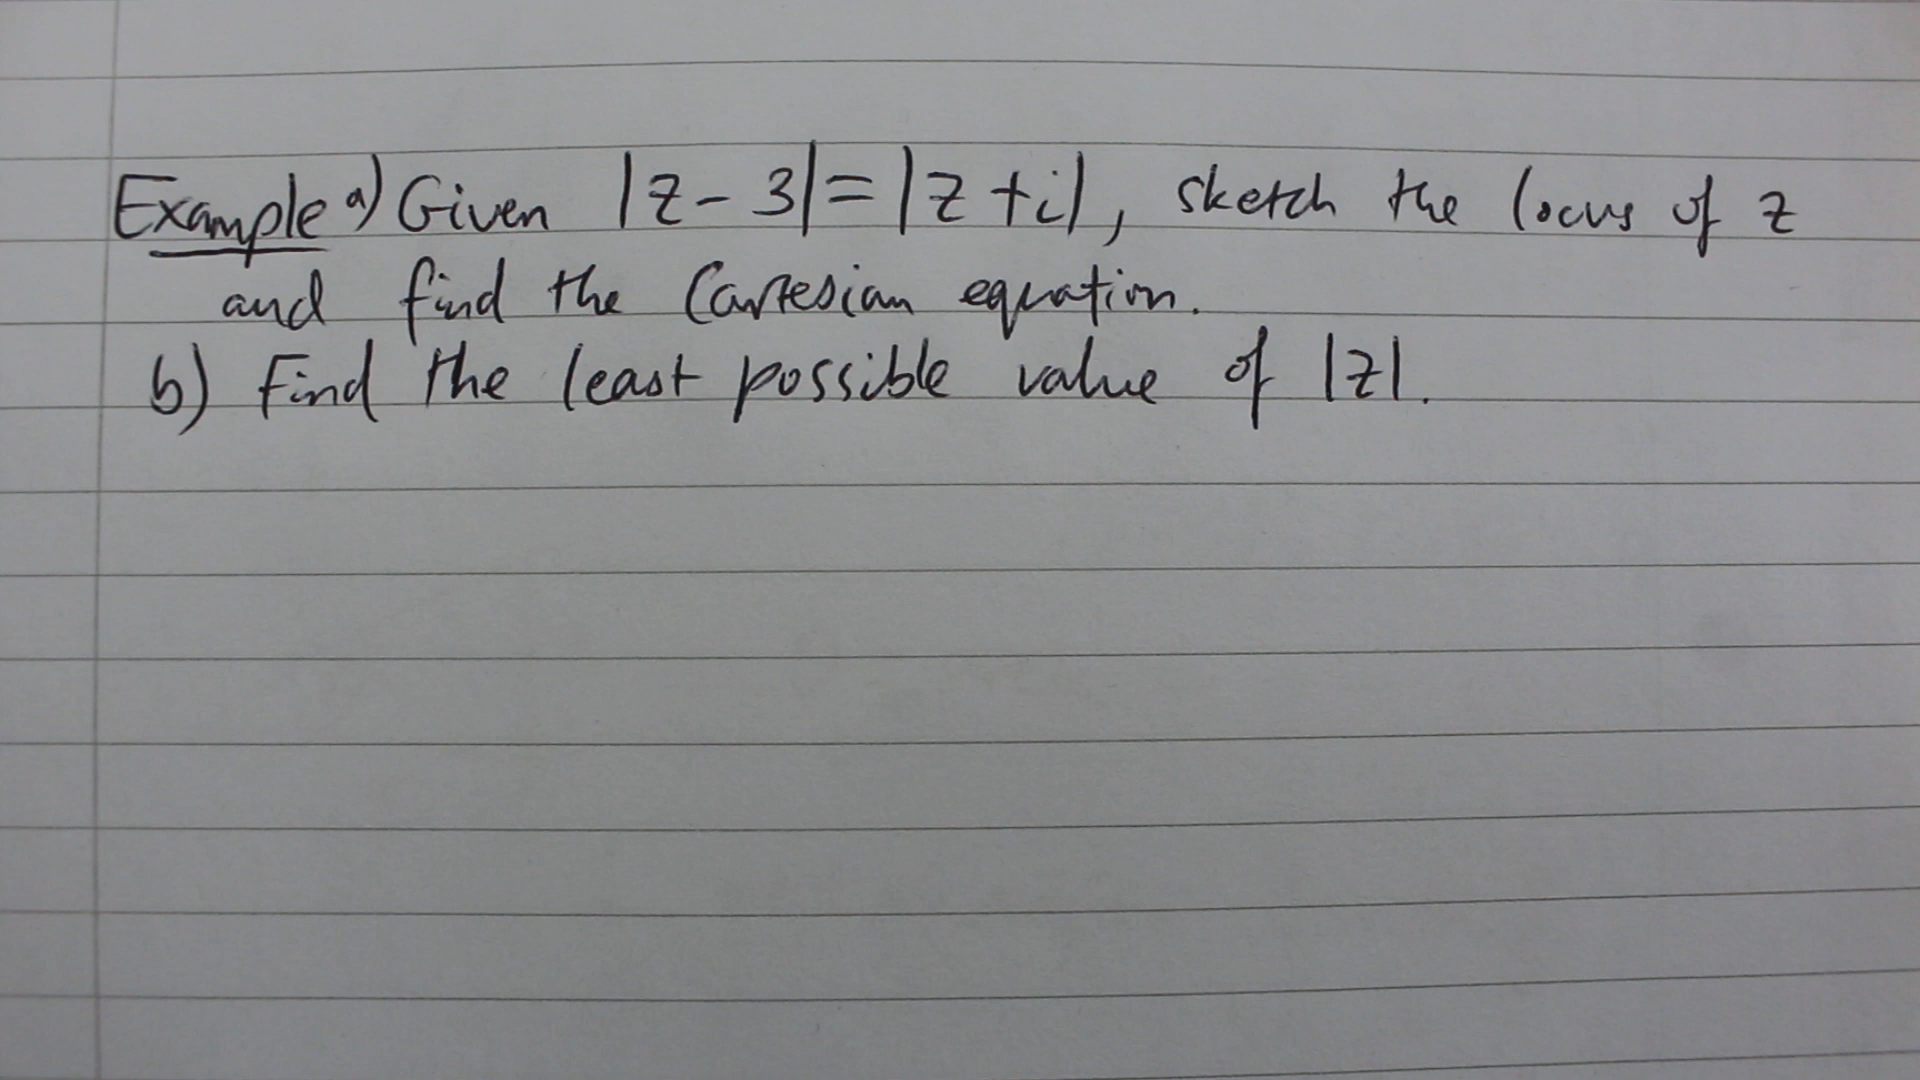 Example a) Given |z - 3| = |z + i|, sketch the locus of z
and find the Cartesian equation.
b) Find the least possible value of |z|.